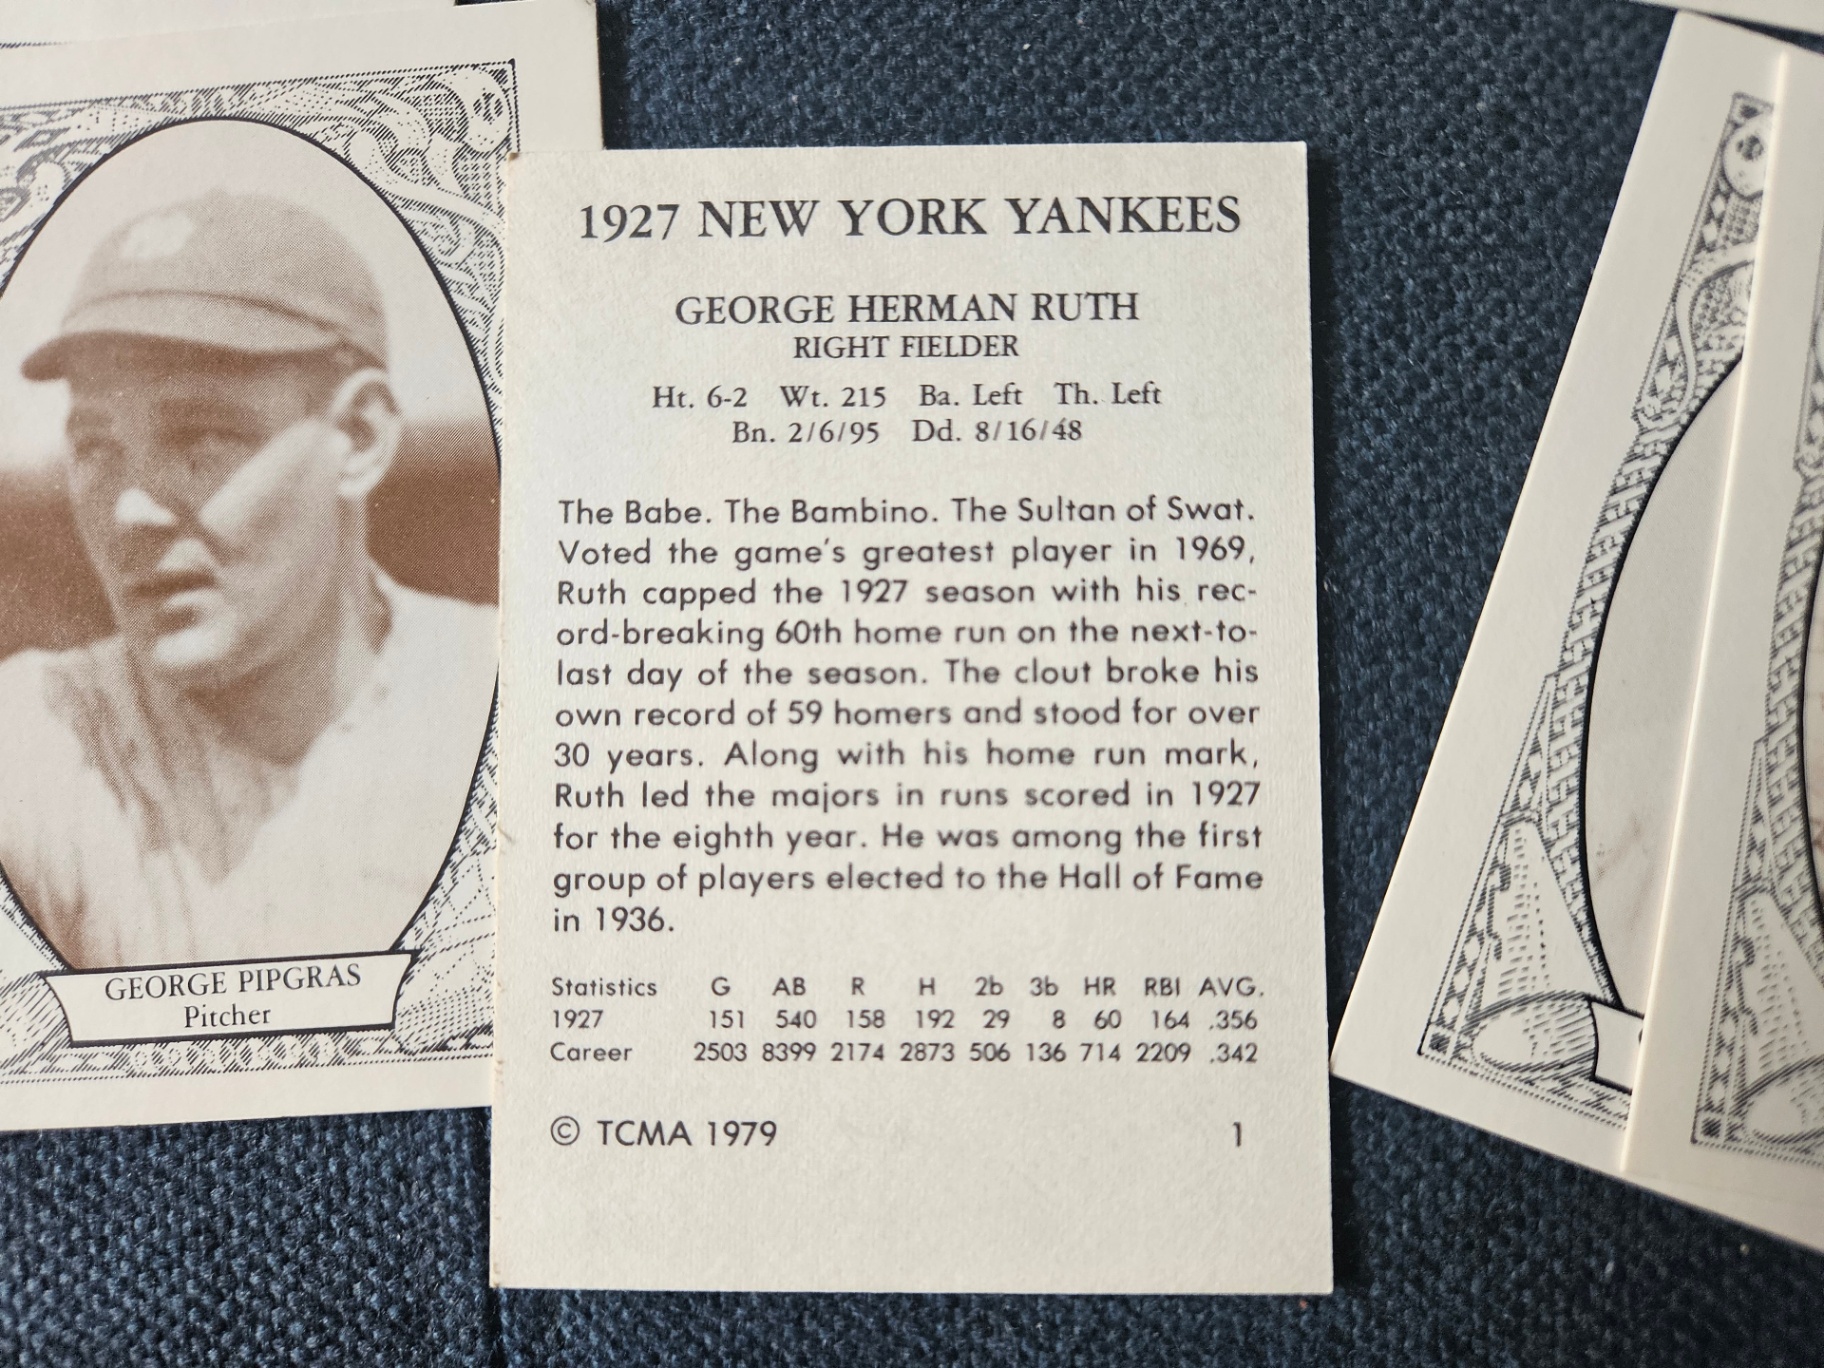 1927 NEW YORK YANKEES
GEORGE HERMAN RUTH
RIGHT FIELDER
Ht. 6-2 Wt. 215 Ba. Left Th. Left
Bn. 2/6/95 Dd. 8/16/48
The Babe. The Bambino. The Sultan of Swat.
Voted the game's greatest player in 1969,
Ruth capped the 1927 season with his rec-
ord-breaking 60th home run on the next-to-
last day of the season. The clout broke his
own record of 59 homers and stood for over
30 years. Along with his home run mark,
Ruth led the majors in runs scored in 1927
for the eighth year. He was among the first
group of players elected to the Hall of Fame
in 1936.
Statistics G AB R H 2b 3b HR RBI AVG.
1927 151 540 158 192 29 8 60 164 .356
Career 2503 8399 2174 2873 506 136 714 2209 .342
© TCMA 1979 1
GEORGE PIPGRAS
Pitcher